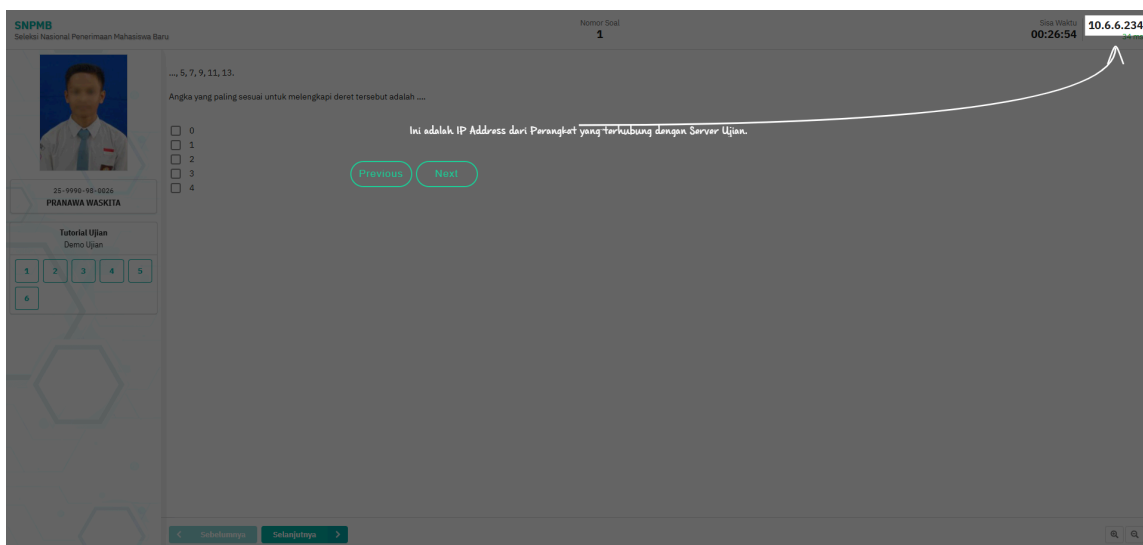 SNPMB
Seleksi Nasional Penerimaan Mahasiswa Baru
Nomor Soal
1
Sisa Waktu
00:26:54
10.6.6.234
34 ms
..., 5, 7, 9, 11, 13.
Angka yang paling sesuai untuk melengkapi deret tersebut adalah ....
0
1
2
3
4
Ini adalah IP Address dari Perangkat yang terhubung dengan Server Ujian.
Previous
Next
25-9990-98-0026
PRANAWA WASKITA
Tutorial Ujian
Demo Ujian
1 2 3 4 5
6
Sebelumnya
Selanjutnya